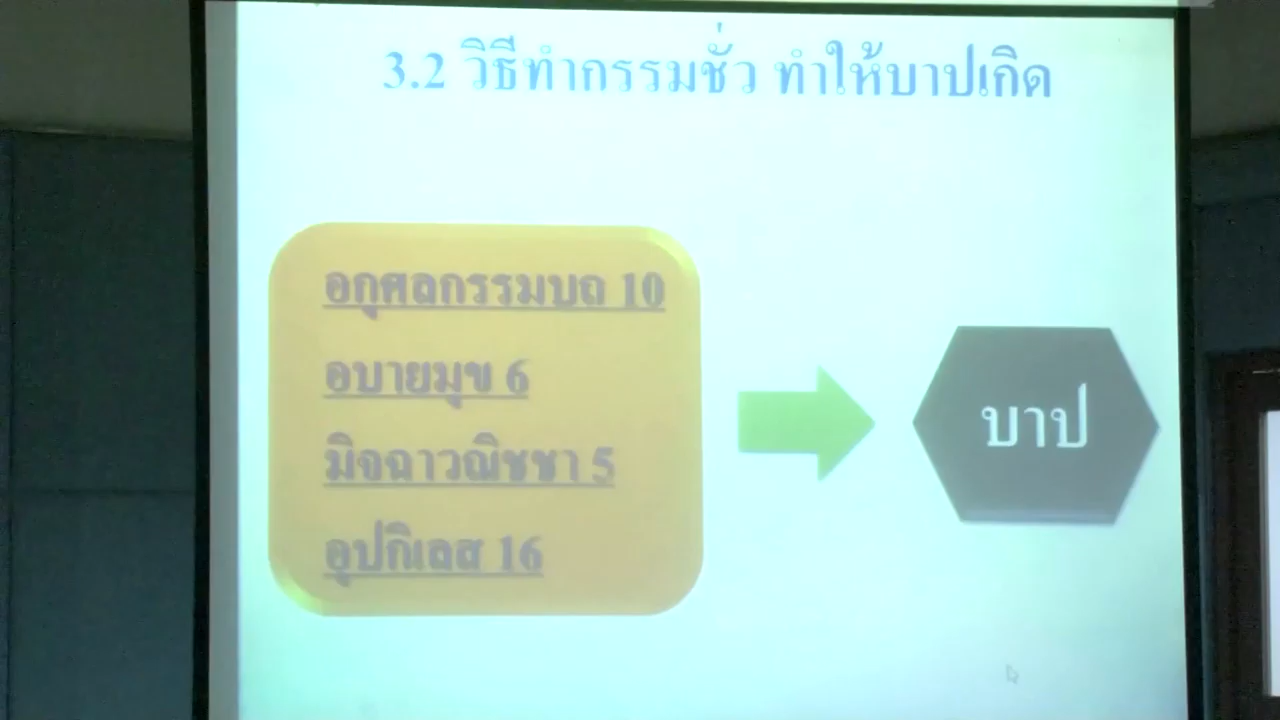 3.2 วิธีทำกรรมชั่ว ทำให้บาปเกิด
อกุศลกรรมบถ 10
อบายมุข 6
มิจฉาวณิชชา 5
อุปกิเลส 16
บาป